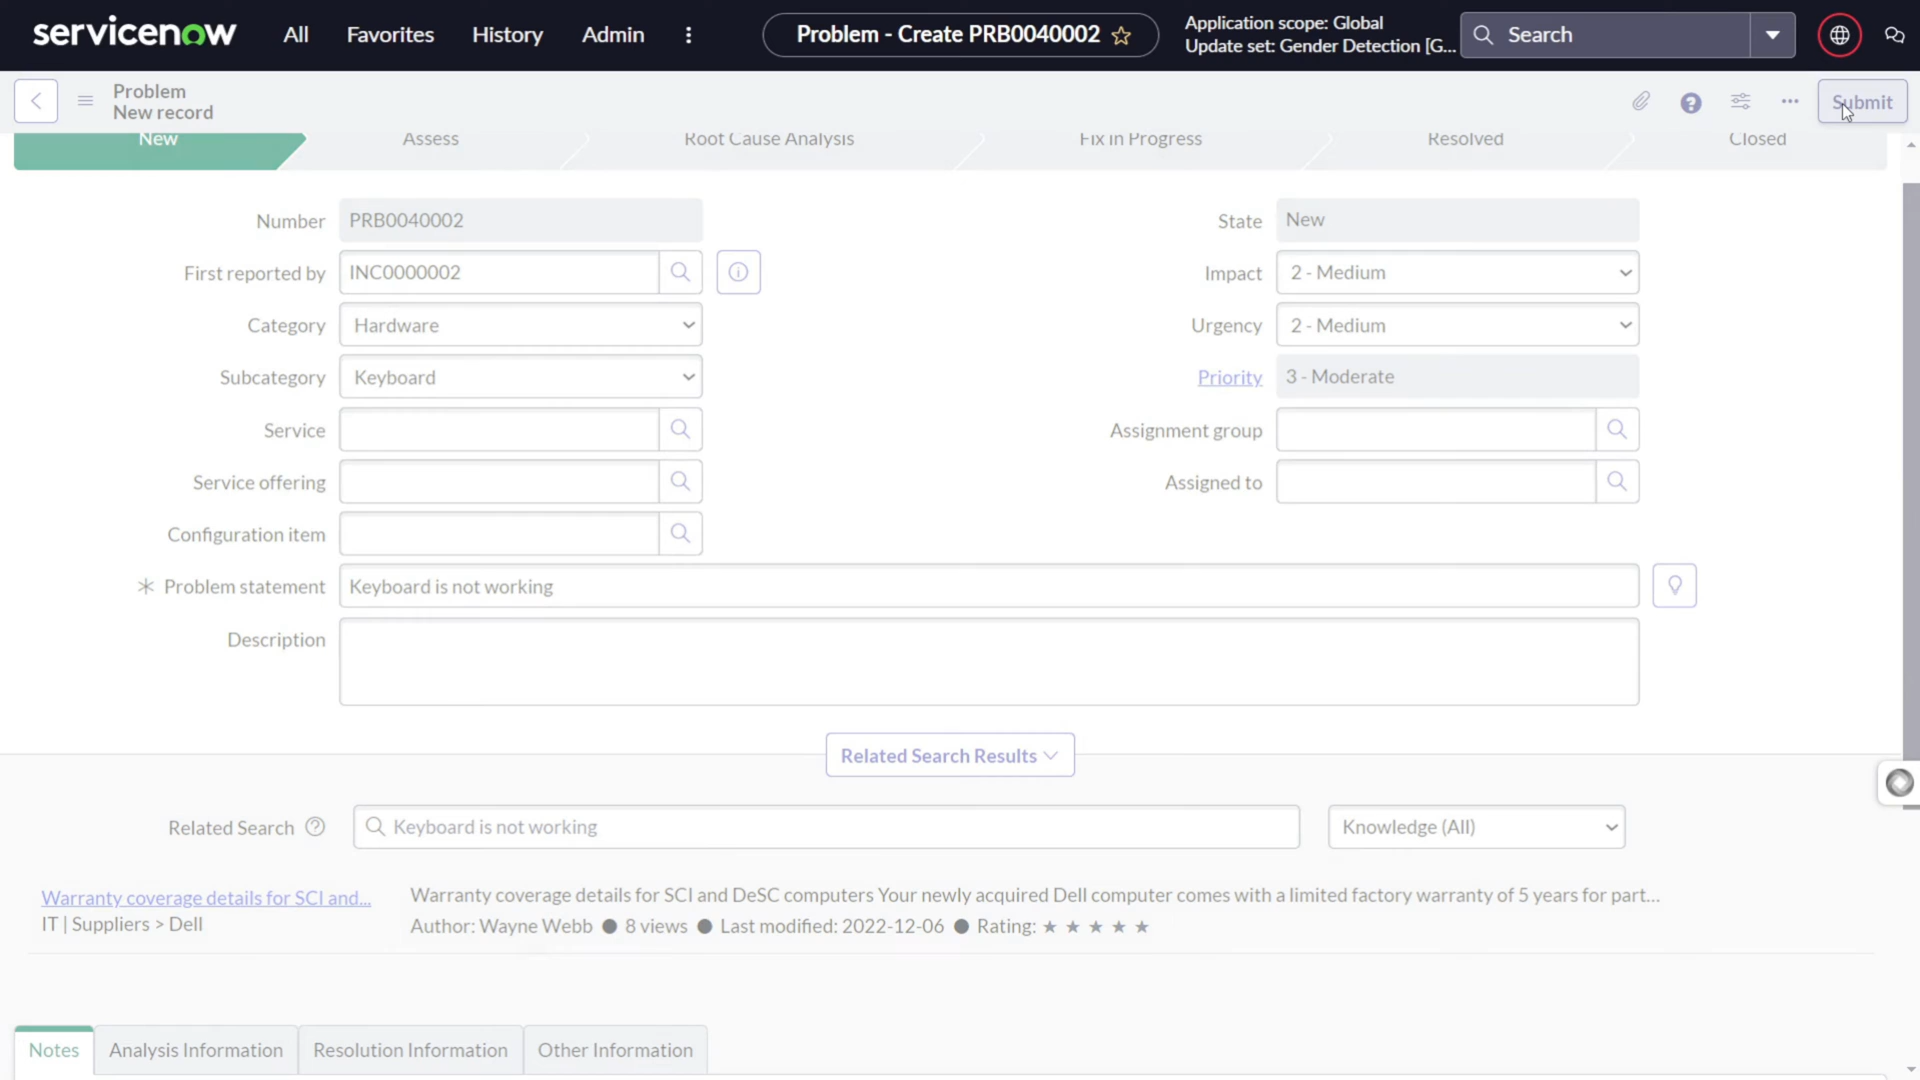 servicenow
All
Favorites
History
Admin
Problem - Create PRB0040002
Application scope: Global
Update set: Gender Detection [G...
Search
Problem
New record
Submit
New
Assess
Root Cause Analysis
Fix in Progress
Resolved
Closed
Number
PRB0040002
State
New
First reported by
INC0000002
Impact
2 - Medium
Category
Hardware
Urgency
2 - Medium
Subcategory
Keyboard
Priority
3 - Moderate
Service
Assignment group
Service offering
Assigned to
Configuration item
Problem statement
Keyboard is not working
Description
Related Search Results
Related Search
Keyboard is not working
Knowledge (All)
Warranty coverage details for SCI and...
Warranty coverage details for SCI and DeSC computers Your newly acquired Dell computer comes with a limited factory warranty of 5 years for part...
IT | Suppliers > Dell
Author: Wayne Webb ● 8 views ● Last modified: 2022-12-06 ● Rating: ★ ★ ★ ★ ★
Notes
Analysis Information
Resolution Information
Other Information